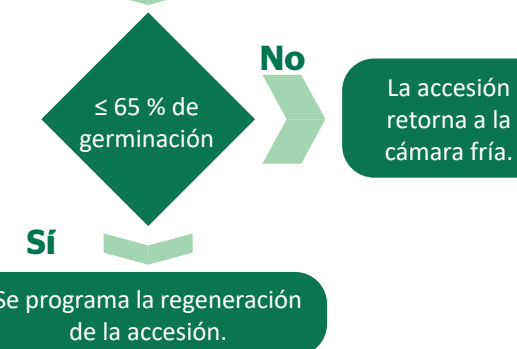 No
≤ 65 % de
germinación
La accesión
retorna a la
cámara fría.
Sí
Se programa la regeneración
de la accesión.